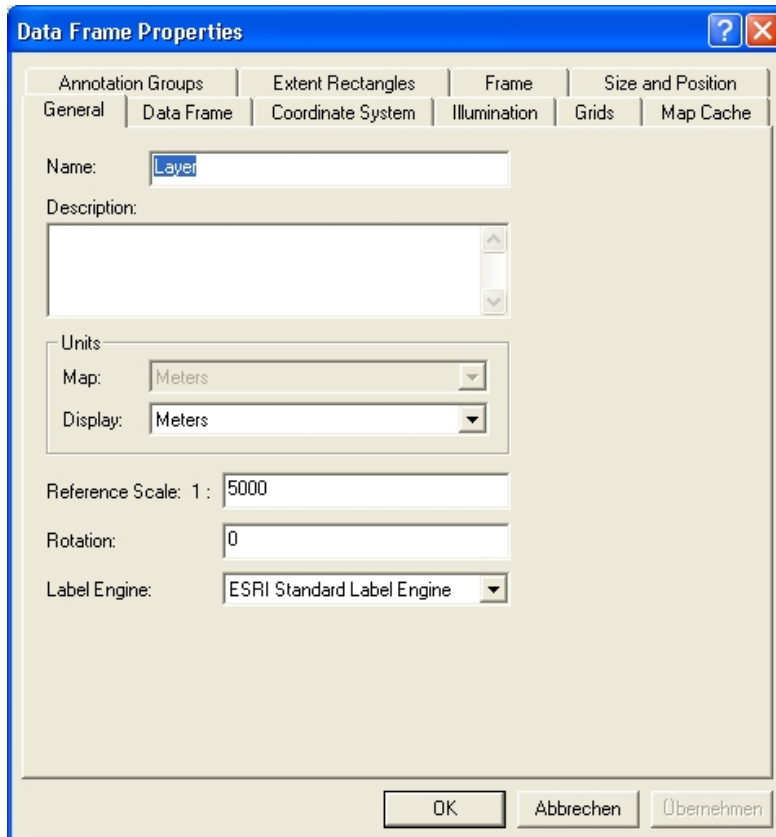 Data Frame Properties
Annotation Groups Extent Rectangles Frame Size and Position
General Data Frame Coordinate System Illumination Grids Map Cache
Name: Layer
Description:
Units
Map: Meters
Display: Meters
Reference Scale: 1 : 5000
Rotation: 0
Label Engine: ESRI Standard Label Engine
OK Abbrechen Übernehmen